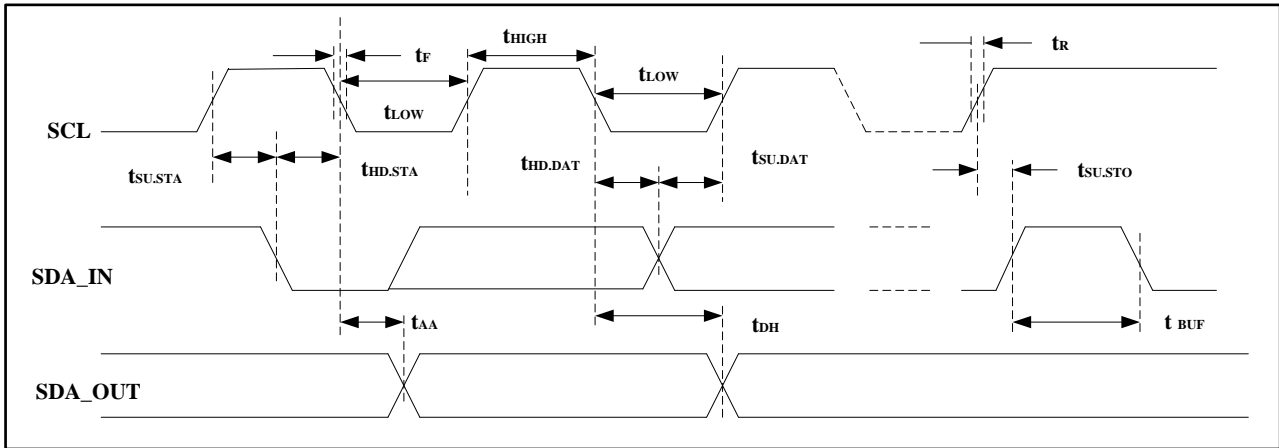 tHIGH
tF
tR
tLOW
tLOW
SCL
tSU.STA
tHD.STA
tHD.DAT
tSU.DAT
tSU.STO
SDA_IN
tAA
tDH
t BUF
SDA_OUT